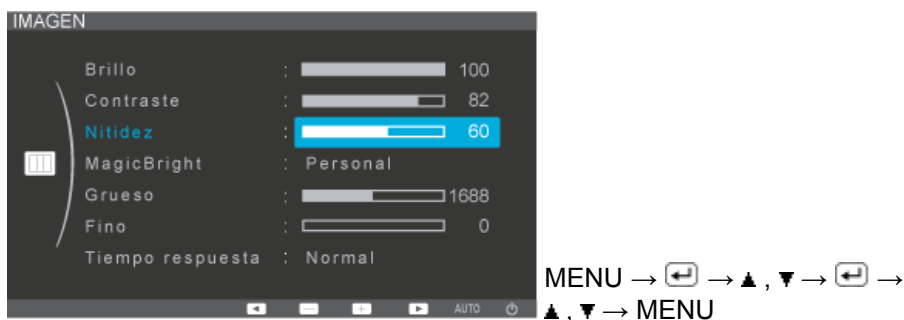 IMAGEN
Brillo : 100
Contraste : 82
Nitidez : 60
MagicBright : Personal
Grueso : 1688
Fino : 0
Tiempo respuesta : Normal
AUTO
MENU → → ▲ , ▼ → →
▲ , ▼ → MENU